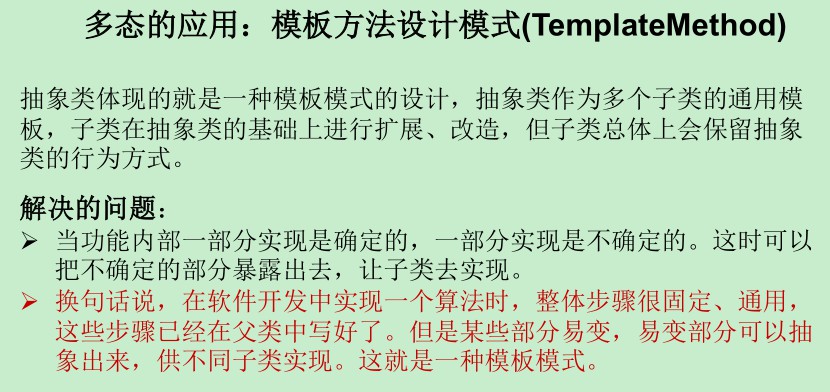 多态的应用：模板方法设计模式(TemplateMethod)
抽象类体现的就是一种模板模式的设计，抽象类作为多个子类的通用模
板，子类在抽象类的基础上进行扩展、改造，但子类总体上会保留抽象
类的行为方式。
解决的问题：
➢ 当功能内部一部分实现是确定的，一部分实现是不确定的。这时可以
把不确定的部分暴露出去，让子类去实现。
➢ 换句话说，在软件开发中实现一个算法时，整体步骤很固定、通用，
这些步骤已经在父类中写好了。但是某些部分易变，易变部分可以抽
象出来，供不同子类实现。这就是一种模板模式。